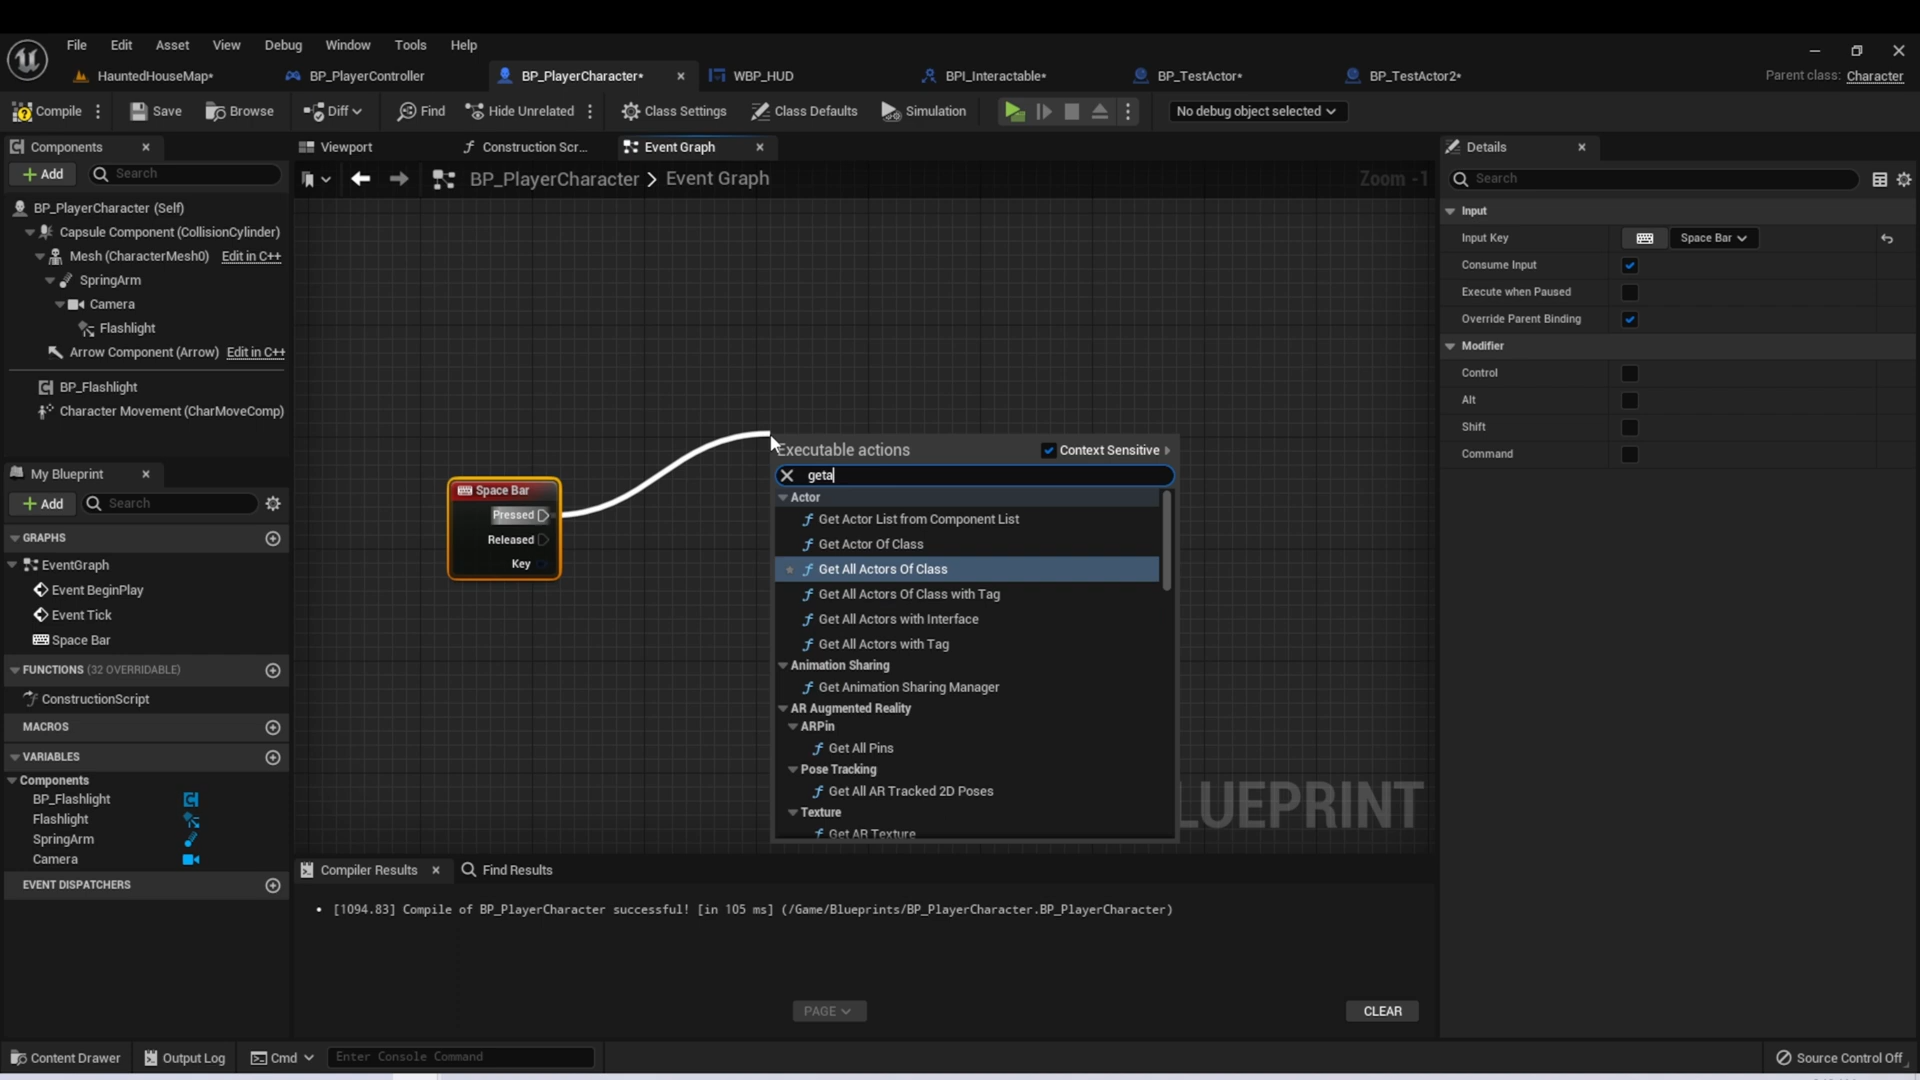 File Edit Asset View Debug Window Tools Help
HauntedHouseMap* BP_PlayerController BP_PlayerCharacter* WBP_HUD BPI_Interactable* BP_TestActor* BP_TestActor2* Parent class: Character
Compile Save Browse Diff Find Hide Unrelated Class Settings Class Defaults Simulation No debug object selected
Components
Add Search
BP_PlayerCharacter (Self)
Capsule Component (CollisionCylinder)
Mesh (CharacterMesh0) Edit in C++
SpringArm
Camera
Flashlight
Arrow Component (Arrow) Edit in C++
BP_Flashlight
Character Movement (CharMoveComp)
My Blueprint
Add Search
GRAPHS
EventGraph
Event BeginPlay
Event Tick
Space Bar
FUNCTIONS (32 OVERRIDABLE)
ConstructionScript
MACROS
VARIABLES
Components
BP_Flashlight
Flashlight
SpringArm
Camera
EVENT DISPATCHERS
Viewport Construction Scr... Event Graph
BP_PlayerCharacter > Event Graph Zoom -1
Space Bar
Pressed
Released
Key
Executable actions Context Sensitive
geta
Actor
Get Actor List from Component List
Get Actor Of Class
Get All Actors Of Class
Get All Actors Of Class with Tag
Get All Actors with Interface
Get All Actors with Tag
Animation Sharing
Get Animation Sharing Manager
AR Augmented Reality
ARPin
Get All Pins
Pose Tracking
Get All AR Tracked 2D Poses
Texture
Get AR Texture
LUEPRINT
Compiler Results Find Results
[1094.83] Compile of BP_PlayerCharacter successful! [in 105 ms] (/Game/Blueprints/BP_PlayerCharacter.BP_PlayerCharacter)
PAGE CLEAR
Details
Search
Input
Input Key Space Bar
Consume Input
Execute when Paused
Override Parent Binding
Modifier
Control
Alt
Shift
Command
Content Drawer Output Log Cmd Enter Console Command Source Control Off